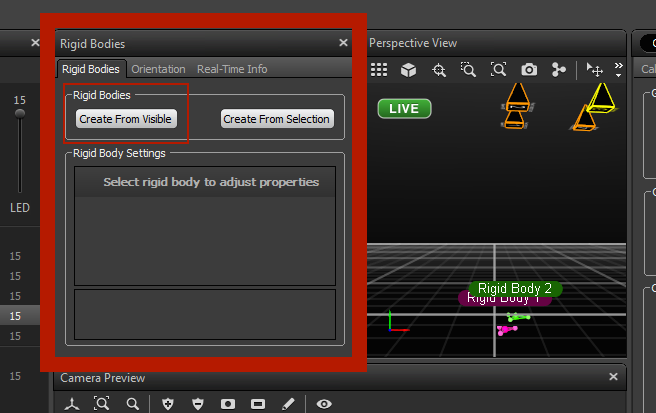 Rigid Bodies
Perspective View
Rigid Bodies Orientation Real-Time Info
Cal
Rigid Bodies
Create From Visible Create From Selection
15
LIVE
Rigid Body Settings
Select rigid body to adjust properties
LED
15
15
15
15
15
15
Rigid Body 2
Rigid Body 1
Camera Preview